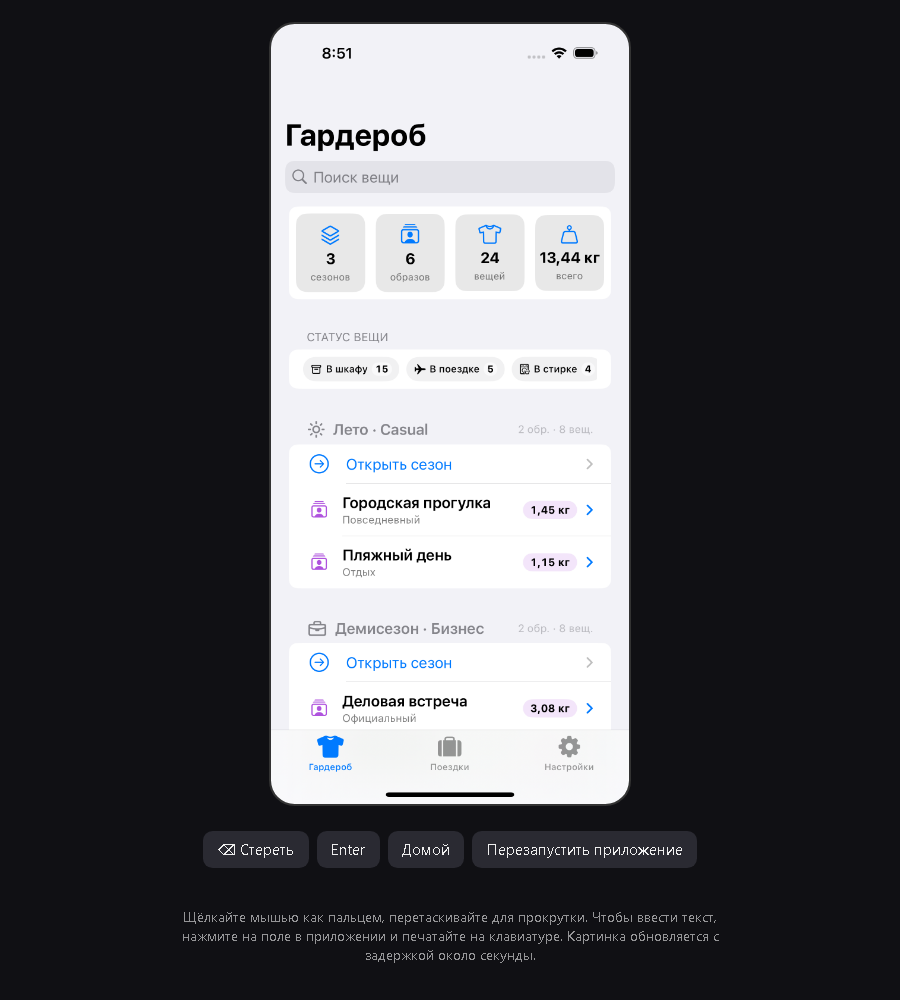 8:51
Гардероб
Поиск вещи
3 6 24 13,44 кг
сезонов образов вещей всего
СТАТУС ВЕЩИ
В шкафу 15 В поездке 5 В стирке 4
Лето · Casual 2 обр. · 8 вещ.
Открыть сезон
Городская прогулка 1,45 кг
Повседневный
Пляжный день 1,15 кг
Отдых
Демисезон · Бизнес 2 обр. · 8 вещ.
Открыть сезон
Деловая встреча 3,08 кг
Официальный
Гардероб Поездки Настройки
Стереть Enter Домой Перезапустить приложение
Щёлкайте мышью как пальцем, перетаскивайте для прокрутки. Чтобы ввести текст,
нажмите на поле в приложении и печатайте на клавиатуре. Картинка обновляется с
задержкой около секунды.